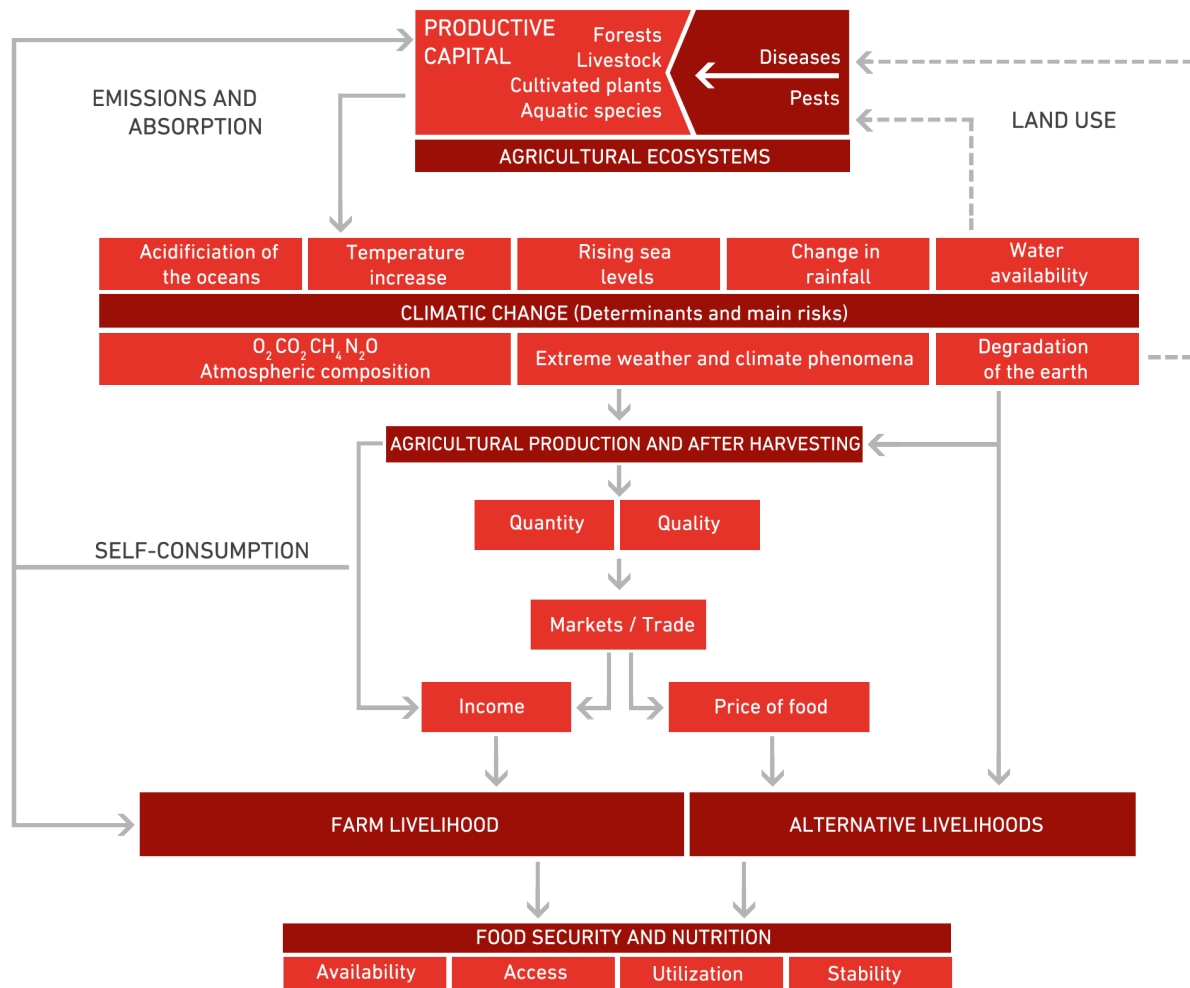 PRODUCTIVE
CAPITAL
Forests
Livestock
Cultivated plants
Aquatic species
Diseases
Pests
AGRICULTURAL ECOSYSTEMS
EMISSIONS AND
ABSORPTION
LAND USE
Acidificiation of
the oceans
Temperature
increase
Rising sea
levels
Change in
rainfall
Water
availability
CLIMATIC CHANGE (Determinants and main risks)
O₂ CO₂ CH₄ N₂O
Atmospheric composition
Extreme weather and climate phenomena
Degradation
of the earth
AGRICULTURAL PRODUCTION AND AFTER HARVESTING
Quantity
Quality
SELF-CONSUMPTION
Markets / Trade
Income
Price of food
FARM LIVELIHOOD
ALTERNATIVE LIVELIHOODS
FOOD SECURITY AND NUTRITION
Availability
Access
Utilization
Stability